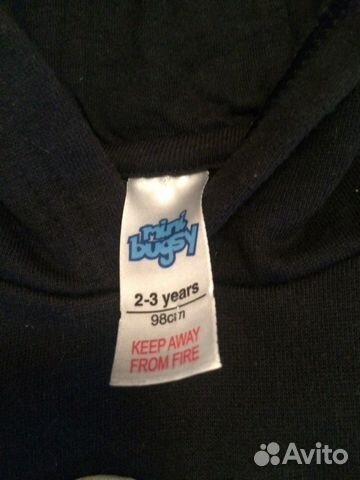 mini
bugsy
2-3 years
98cm
KEEP AWAY
FROM FIRE
Avito